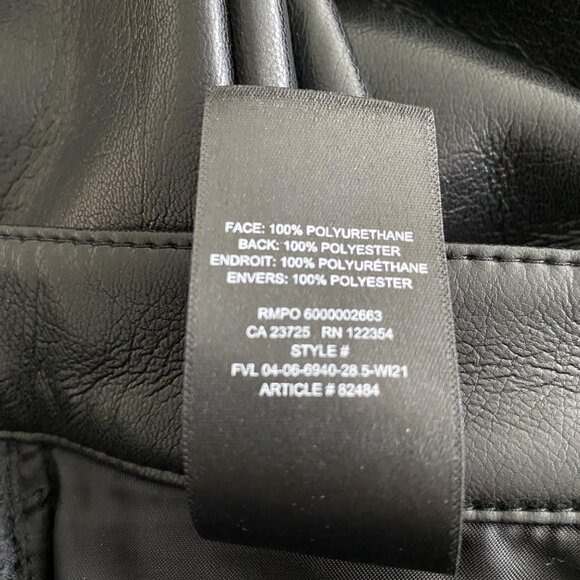 FACE: 100% POLYURETHANE
BACK: 100% POLYESTER
ENDROIT: 100% POLYURÉTHANE
ENVERS: 100% POLYESTER
RMPO 6000002663
CA 23725 RN 122354
STYLE #
FVL 04-06-6940-28.5-WI21
ARTICLE # 82484